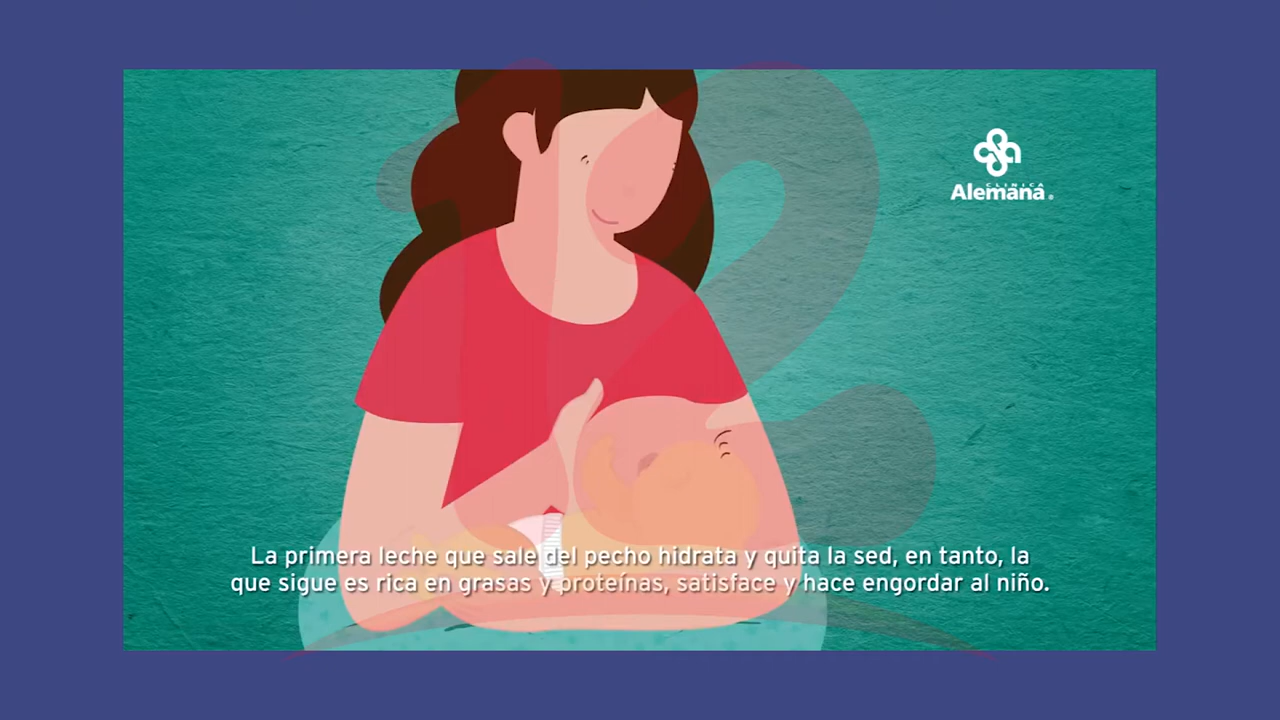 CLINICA
Alemana®
La primera leche que sale del pecho hidrata y quita la sed, en tanto, la
que sigue es rica en grasas y proteínas, satisface y hace engordar al niño.